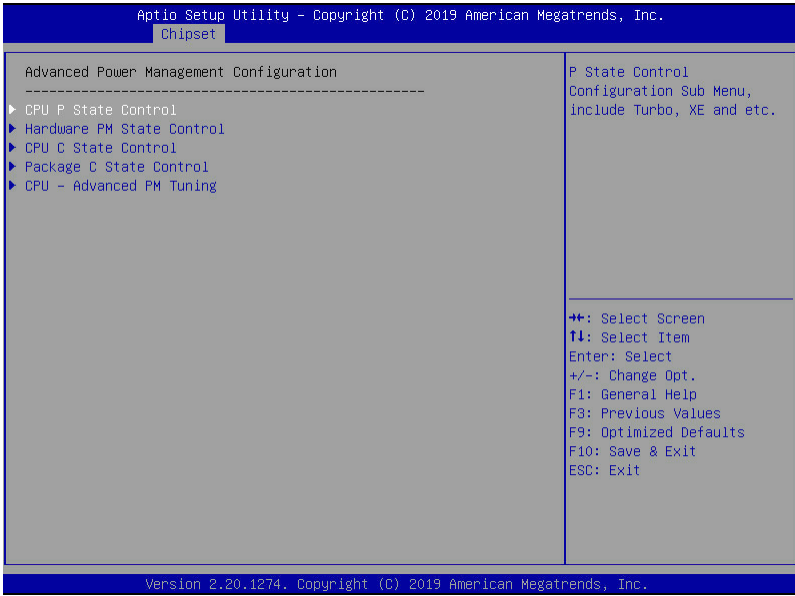 Aptio Setup Utility – Copyright (C) 2019 American Megatrends, Inc.
Chipset
Advanced Power Management Configuration
--------------------------------------------------
CPU P State Control
Hardware PM State Control
CPU C State Control
Package C State Control
CPU – Advanced PM Tuning
P State Control
Configuration Sub Menu,
include Turbo, XE and etc.
→←: Select Screen
↑↓: Select Item
Enter: Select
+/-: Change Opt.
F1: General Help
F3: Previous Values
F9: Optimized Defaults
F10: Save & Exit
ESC: Exit
Version 2.20.1274. Copyright (C) 2019 American Megatrends, Inc.